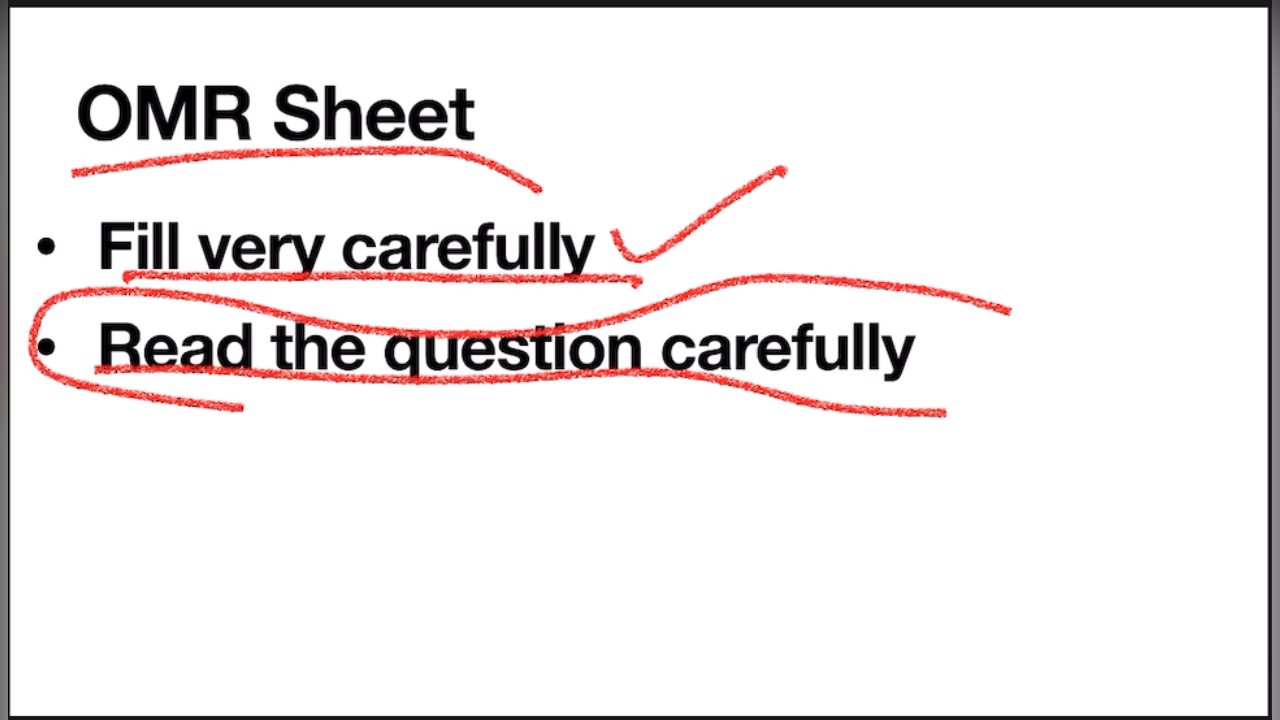 OMR Sheet
• Fill very carefully
• Read the question carefully